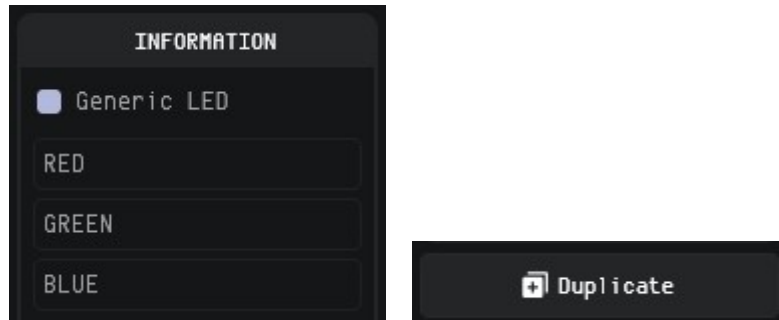 INFORMATION
Generic LED
RED
GREEN
BLUE
Duplicate